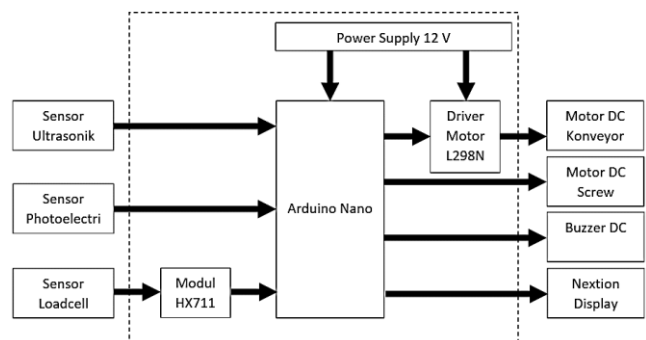 Power Supply 12 V
Sensor
Ultrasonik
Driver
Motor
L298N
Motor DC
Konveyor
Motor DC
Screw
Sensor
Photoelectri
Arduino Nano
Buzzer DC
Sensor
Loadcell
Modul
HX711
Nextion
Display